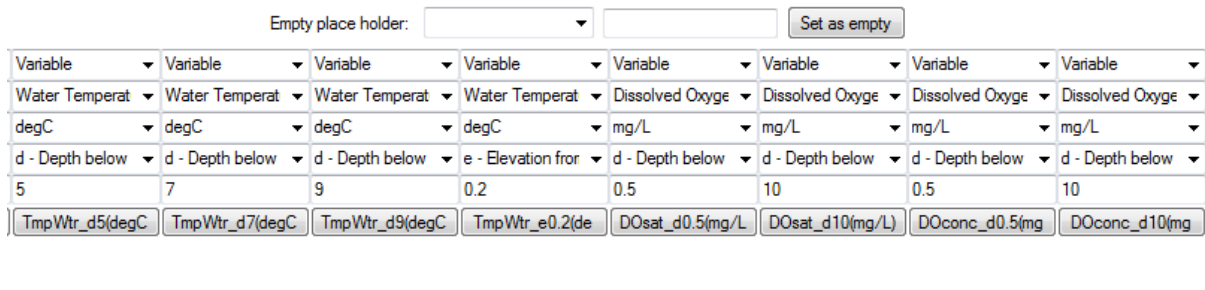 Empty place holder: Set as empty
Variable Variable Variable Variable Variable Variable Variable Variable
Water Temperat Water Temperat Water Temperat Water Temperat Dissolved Oxyge Dissolved Oxyge Dissolved Oxyge Dissolved Oxyge
degC degC degC degC mg/L mg/L mg/L mg/L
d - Depth below d - Depth below d - Depth below e - Elevation fror d - Depth below d - Depth below d - Depth below d - Depth below
5 7 9 0.2 0.5 10 0.5 10
TmpWtr_d5(degC TmpWtr_d7(degC TmpWtr_d9(degC TmpWtr_e0.2(de DOsat_d0.5(mg/L DOsat_d10(mg/L) DOconc_d0.5(mg DOconc_d10(mg